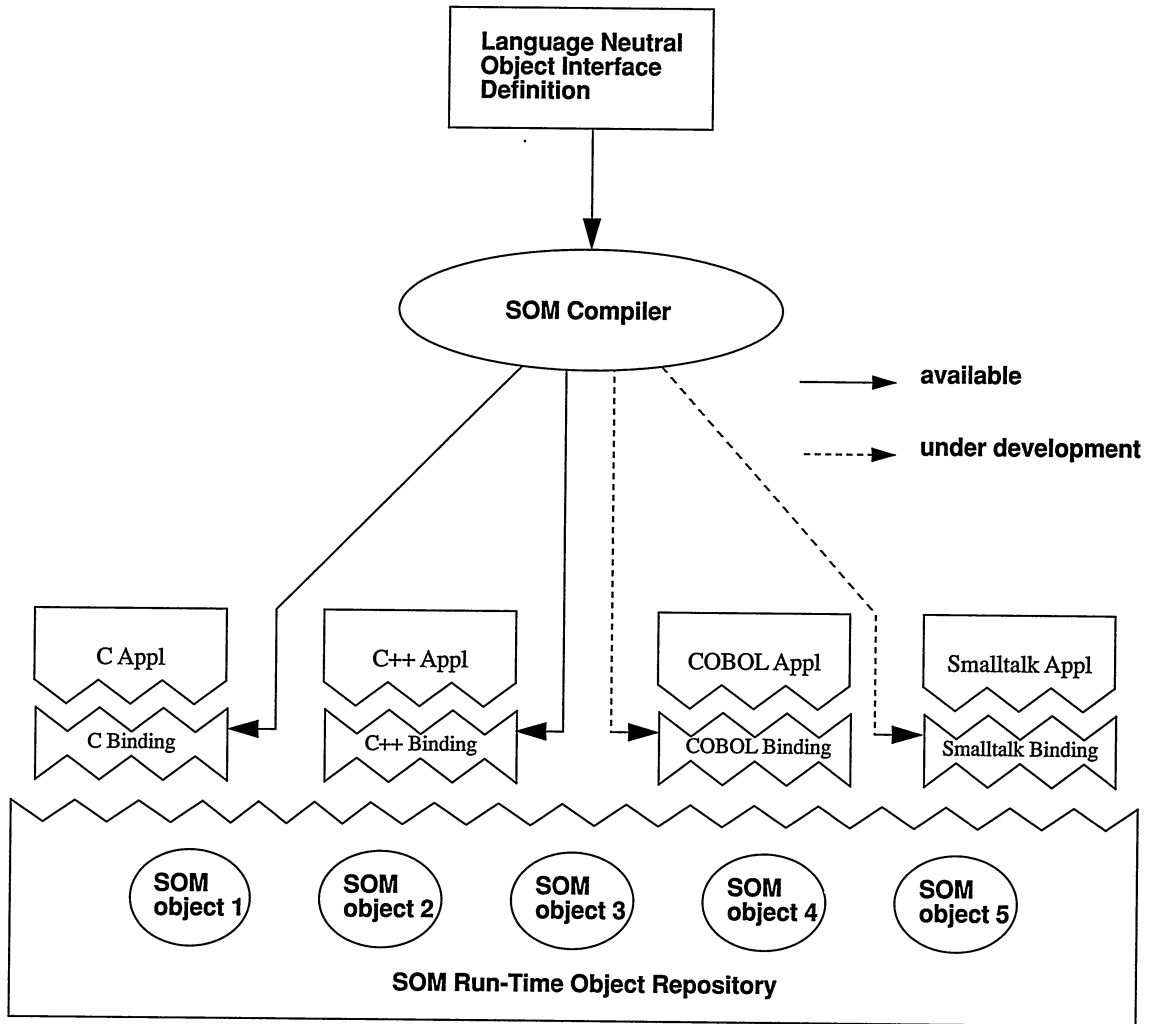 Language Neutral
Object Interface
Definition
SOM Compiler
available
under development
C Appl
C++ Appl
COBOL Appl
Smalltalk Appl
C Binding
C++ Binding
COBOL Binding
Smalltalk Binding
SOM
object 1
SOM
object 2
SOM
object 3
SOM
object 4
SOM
object 5
SOM Run-Time Object Repository